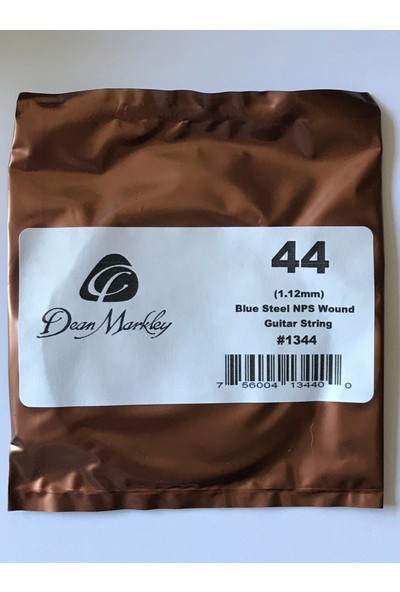 Dean Markley
44
(1.12mm)
Blue Steel NPS Wound
Guitar String
#1344
7 56004 13440 0